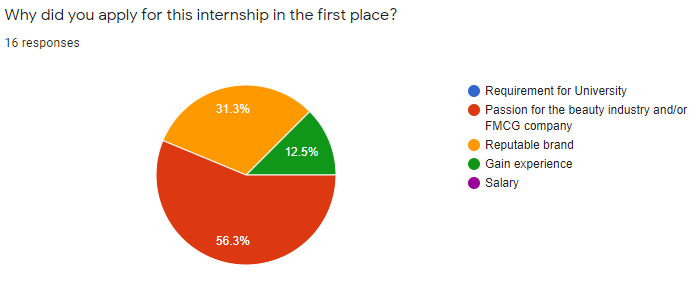 Why did you apply for this internship in the first place?
16 responses
31.3%
12.5%
56.3%
Requirement for University
Passion for the beauty industry and/or
FMCG company
Reputable brand
Gain experience
Salary